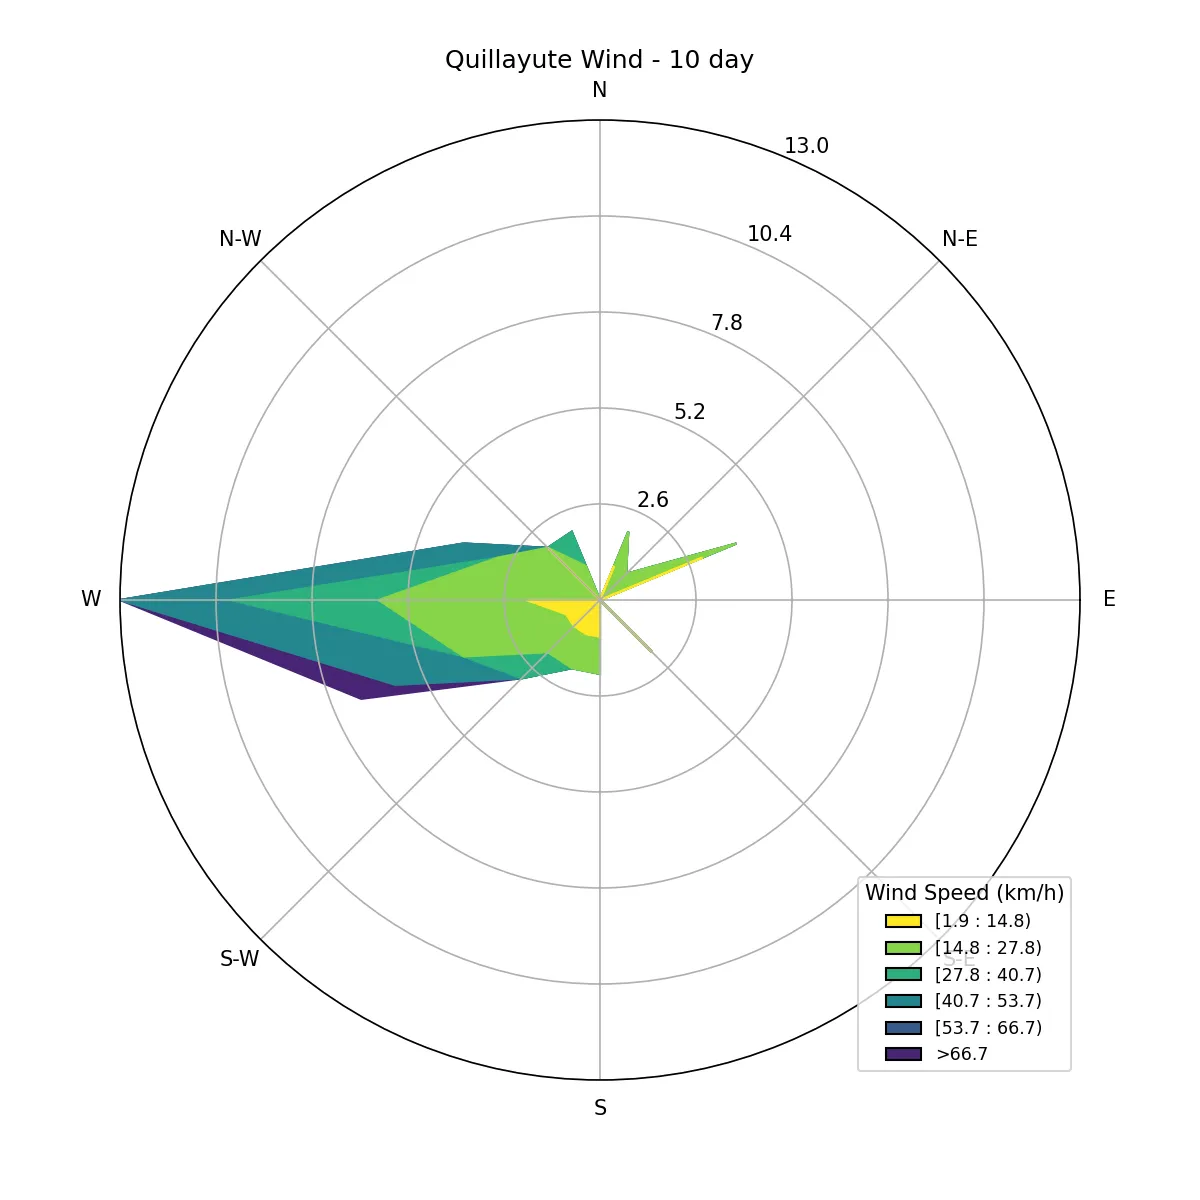 Quillayute Wind - 10 day
N
13.0
N-W
10.4
N-E
7.8
5.2
2.6
W
E
S-W
S-E
S
Wind Speed (km/h)
[1.9 : 14.8)
[14.8 : 27.8)
[27.8 : 40.7)
[40.7 : 53.7)
[53.7 : 66.7)
>66.7